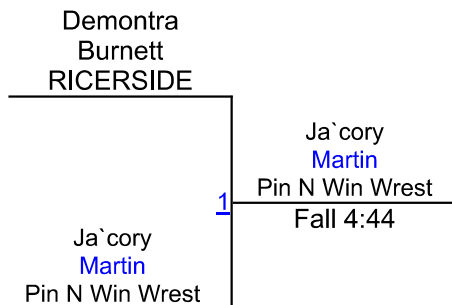 Demontra
Burnett
RICERSIDE
Ja`cory
Martin
Pin N Win Wrest
1
Fall 4:44
Ja`cory
Martin
Pin N Win Wrest